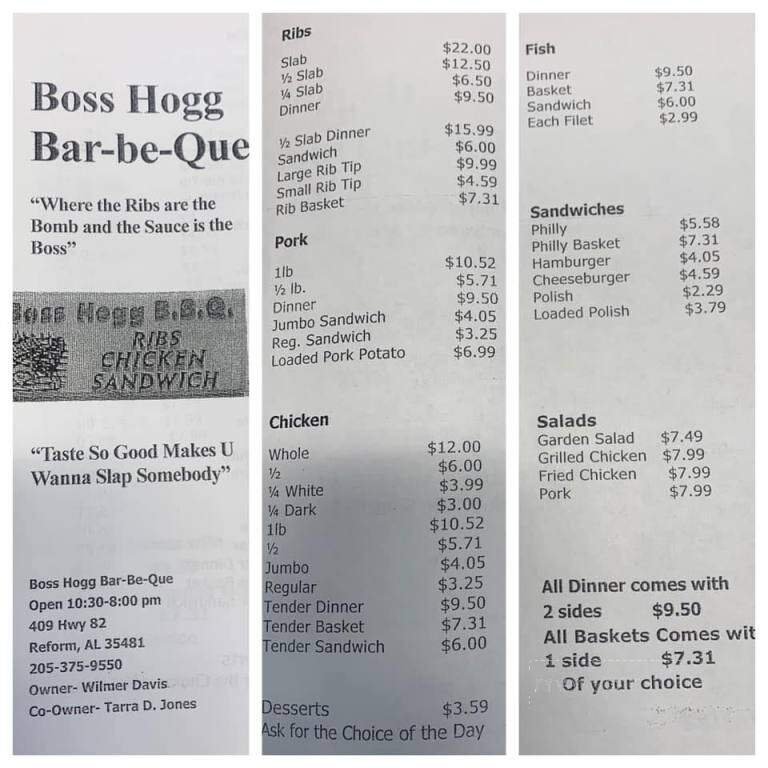 Boss Hogg
Bar-be-Que
“Where the Ribs are the
Bomb and the Sauce is the
Boss”
Boss Hogg B.B.Q.
RIBS
CHICKEN
SANDWICH
“Taste So Good Makes U
Wanna Slap Somebody”
Boss Hogg Bar-Be-Que
Open 10:30-8:00 pm
409 Hwy 82
Reform, AL 35481
205-375-9550
Owner- Wilmer Davis
Co-Owner- Tarra D. Jones
Ribs
Slab $22.00
½ Slab $12.50
¼ Slab $6.50
Dinner $9.50
½ Slab Dinner $15.99
Sandwich $6.00
Large Rib Tip $9.99
Small Rib Tip $4.59
Rib Basket $7.31
Pork
1lb $10.52
½ lb. $5.71
Dinner $9.50
Jumbo Sandwich $4.05
Reg. Sandwich $3.25
Loaded Pork Potato $6.99
Chicken
Whole $12.00
½ $6.00
¼ White $3.99
¼ Dark $3.00
1lb $10.52
½ $5.71
Jumbo $4.05
Regular $3.25
Tender Dinner $9.50
Tender Basket $7.31
Tender Sandwich $6.00
Desserts $3.59
Ask for the Choice of the Day
Fish
Dinner $9.50
Basket $7.31
Sandwich $6.00
Each Filet $2.99
Sandwiches
Philly $5.58
Philly Basket $7.31
Hamburger $4.05
Cheeseburger $4.59
Polish $2.29
Loaded Polish $3.79
Salads
Garden Salad $7.49
Grilled Chicken $7.99
Fried Chicken $7.99
Pork $7.99
All Dinner comes with
2 sides $9.50
All Baskets Comes wit
1 side $7.31
Of your choice